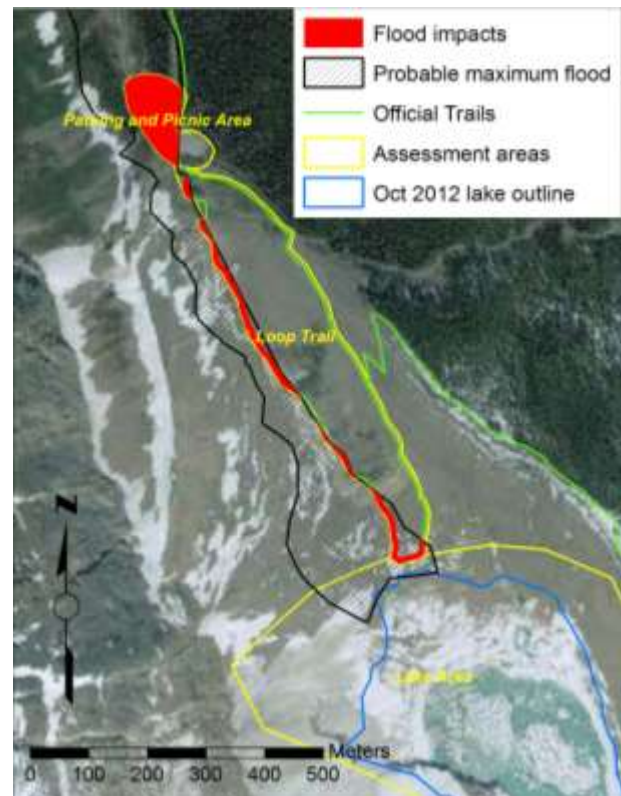 Flood impacts
Probable maximum flood
Official Trails
Assessment areas
Oct 2012 lake outline
Parking and Picnic Area
Loop Trail
Lake Area
N
Meters
0 100 200 300 400 500